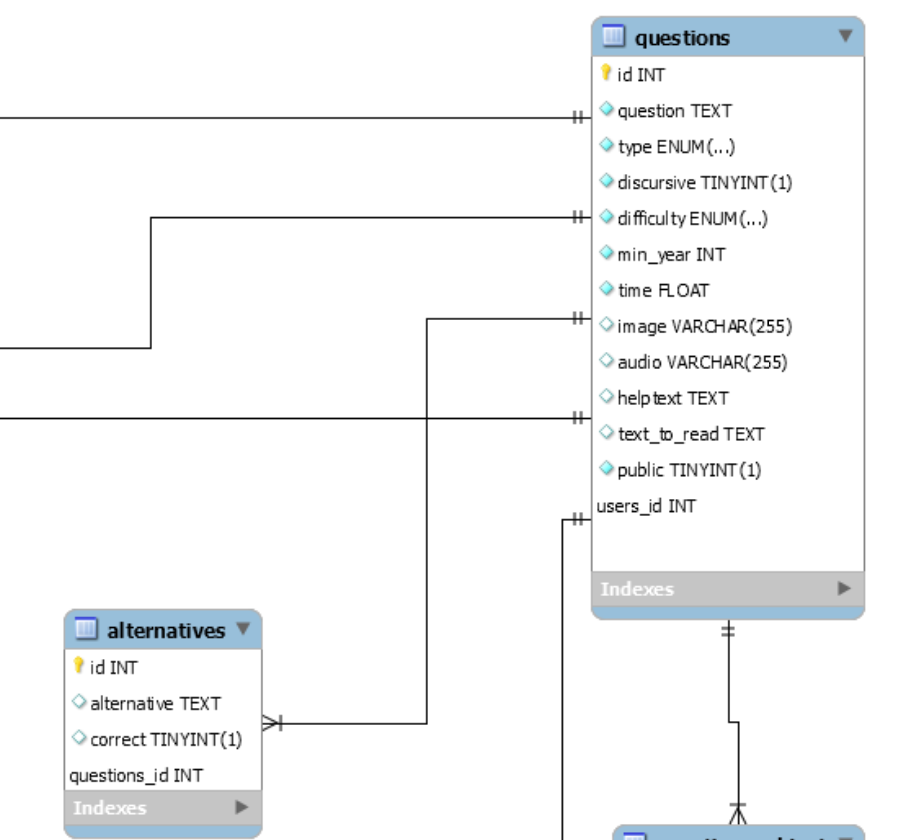 questions
id INT
question TEXT
type ENUM(...)
discursive TINYINT(1)
difficulty ENUM(...)
min_year INT
time FLOAT
image VARCHAR(255)
audio VARCHAR(255)
helptext TEXT
text_to_read TEXT
public TINYINT(1)
users_id INT
Indexes
alternatives
id INT
alternative TEXT
correct TINYINT(1)
questions_id INT
Indexes